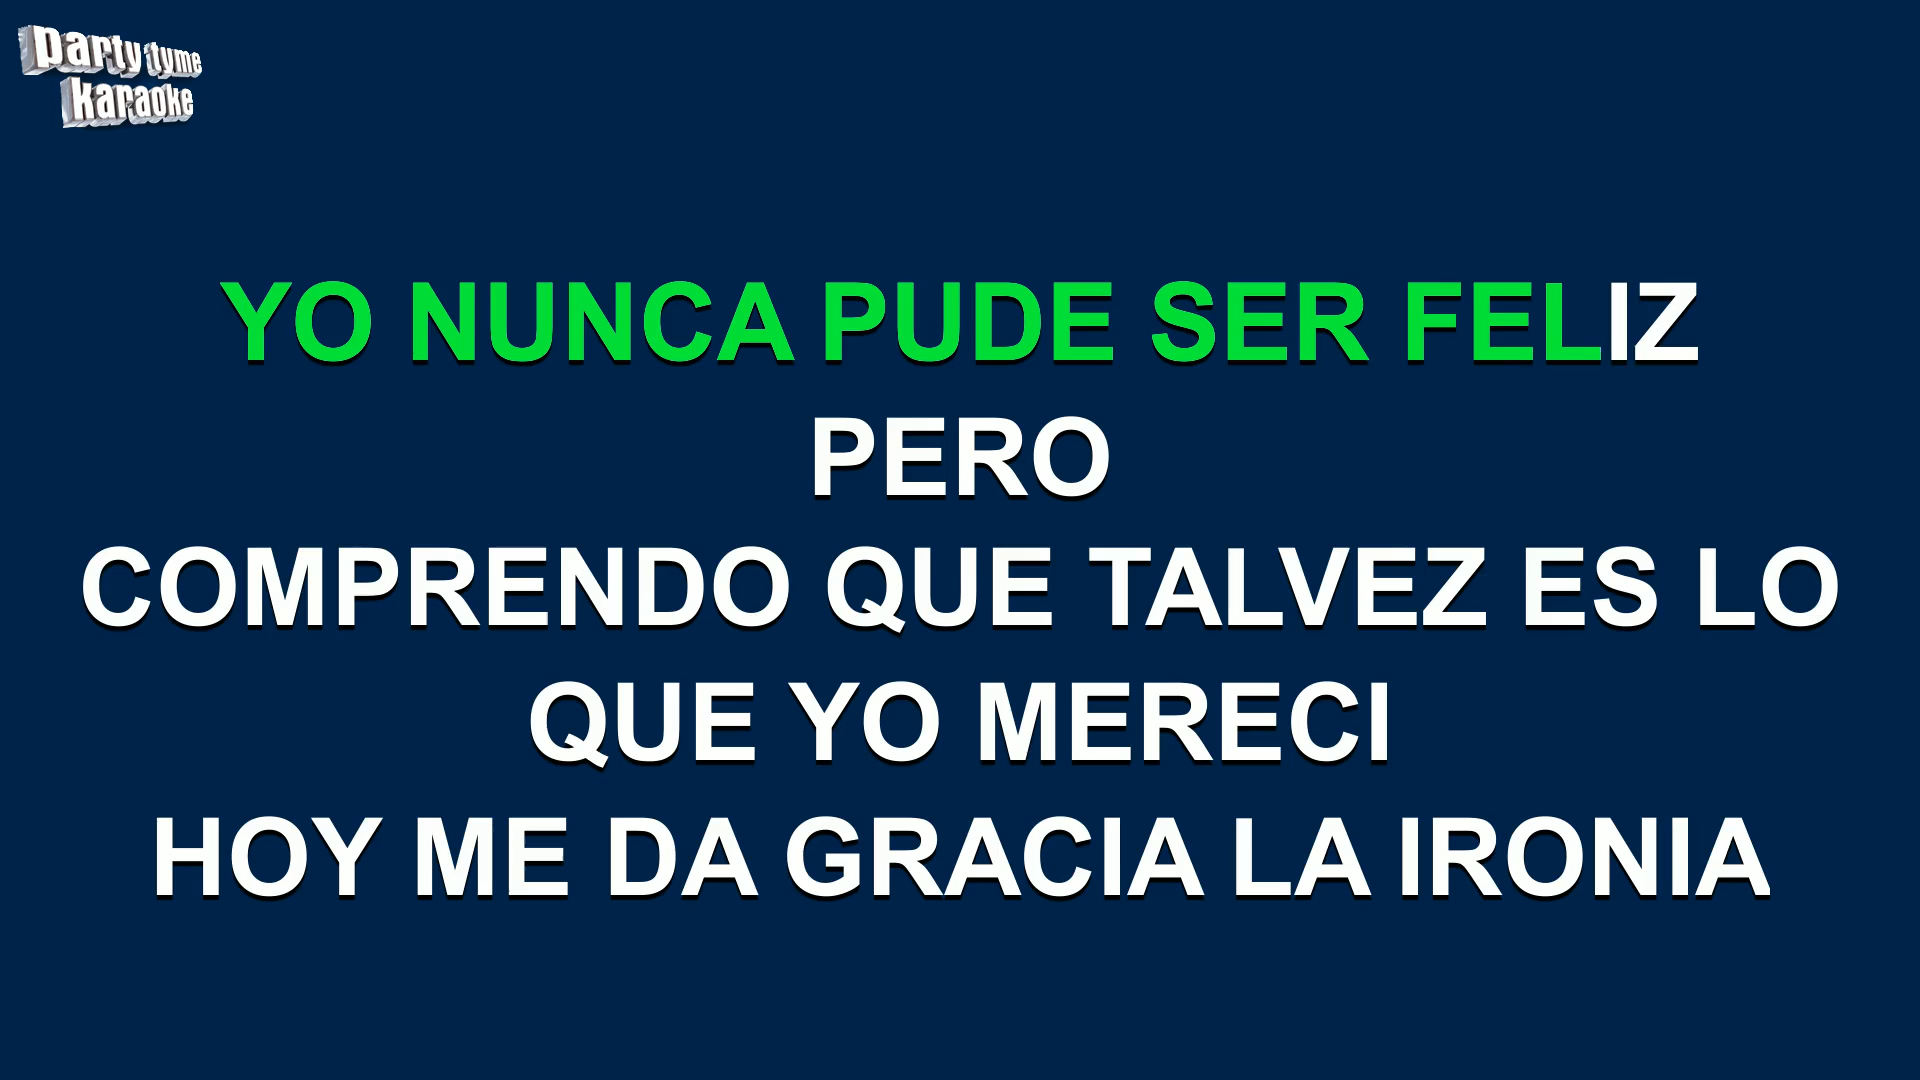 party tyme
karaoke
YO NUNCA PUDE SER FELIZ
PERO
COMPRENDO QUE TALVEZ ES LO
QUE YO MERECI
HOY ME DA GRACIA LA IRONIA